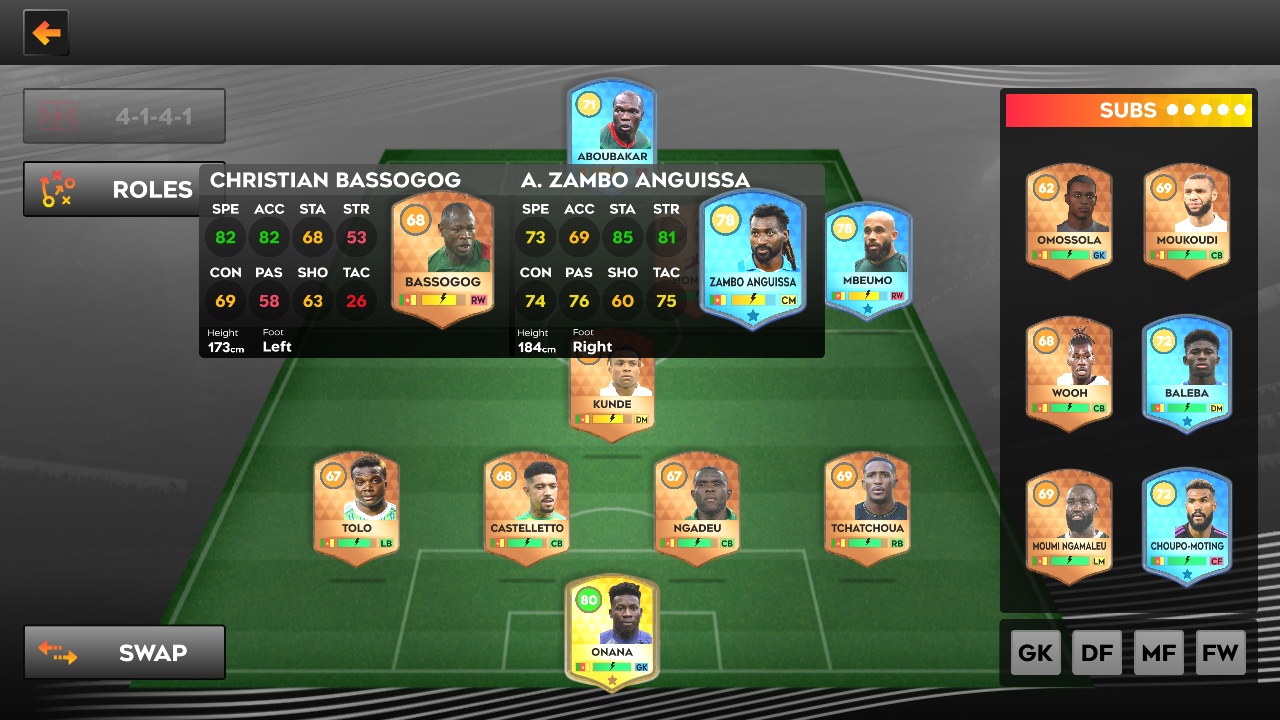 71
ABOUBAKAR
4-1-4-1
ROLES
SUBS
CHRISTIAN BASSOGOG
SPE ACC STA STR
82 82 68 53
CON PAS SHO TAC
69 58 63 26
Height Foot
173cm Left
68
BASSOGOG
RW
A. ZAMBO ANGUISSA
SPE ACC STA STR
73 69 85 81
CON PAS SHO TAC
74 76 60 75
Height Foot
184cm Right
78
ZAMBO ANGUISSA
CM
78
MBEUMO
RW
KUNDE
DM
67
TOLO
LB
68
CASTELLETTO
CB
67
NGADEU
CB
69
TCHATCHOUA
RB
80
ONANA
GK
62
OMOSSOLA
GK
69
MOUKOUDI
CB
68
WOOH
CB
72
BALEBA
DM
69
MOUMI NGAMALEU
LM
72
CHOUPO-MOTING
CF
SWAP
GK DF MF FW